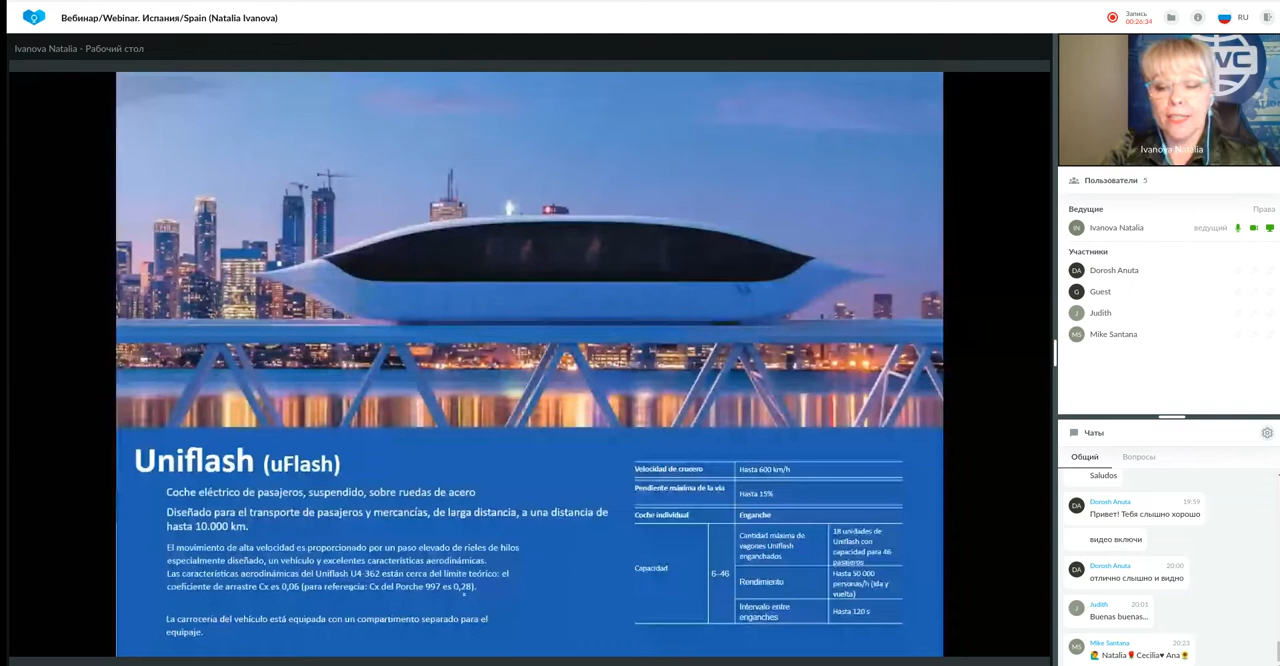 Вебинар/Webinar. Испания/Spain (Natalia Ivanova)
Запись
00:26:34
RU
Ivanova Natalia - Рабочий стол
Uniflash (uFlash)
Coche eléctrico de pasajeros, suspendido, sobre ruedas de acero
Diseñado para el transporte de pasajeros y mercancías, de larga distancia, a una distancia de
hasta 10.000 km.
El movimiento de alta velocidad es proporcionado por un paso elevado de rieles de hilos
especialmente diseñado, un vehículo y excelentes características aerodinámicas.
Las características aerodinámicas del Uniflash U4-362 están cerca del límite teórico: el
coeficiente de arrastre Cx es 0,06 (para referencia: Cx del Porche 997 es 0,28).
La carrocería del vehículo está equipada con un compartimento separado para el
equipaje.
Velocidad de crucero
Hasta 600 km/h
Pendiente máxima de la vía
Hasta 15%
Coche individual
Enganche
Capacidad
6-46
Cantidad máxima de
vagones Uniflash
enganchados
18 unidades de
Uniflash con
capacidad para 46
pasajeros
Rendimiento
Hasta 50 000
personas/h (ida y
vuelta)
Intervalo entre
enganches
Hasta 120 s
VC
Ivanova Natalia
Пользователи 5
Ведущие
Права
IN
Ivanova Natalia
ведущий
Участники
DA
Dorosh Anuta
G
Guest
J
Judith
MS
Mike Santana
Чаты
Общий
Вопросы
Saludos
DA
Dorosh Anuta 19:59
Привет! Тебя слышно хорошо
видео включи
DA
Dorosh Anuta 20:00
отлично слышно и видно
J
Judith 20:01
Buenas buenas...
MS
Mike Santana 20:23
🙋‍♂️ Natalia🌹 Cecilia♥ Ana🌻